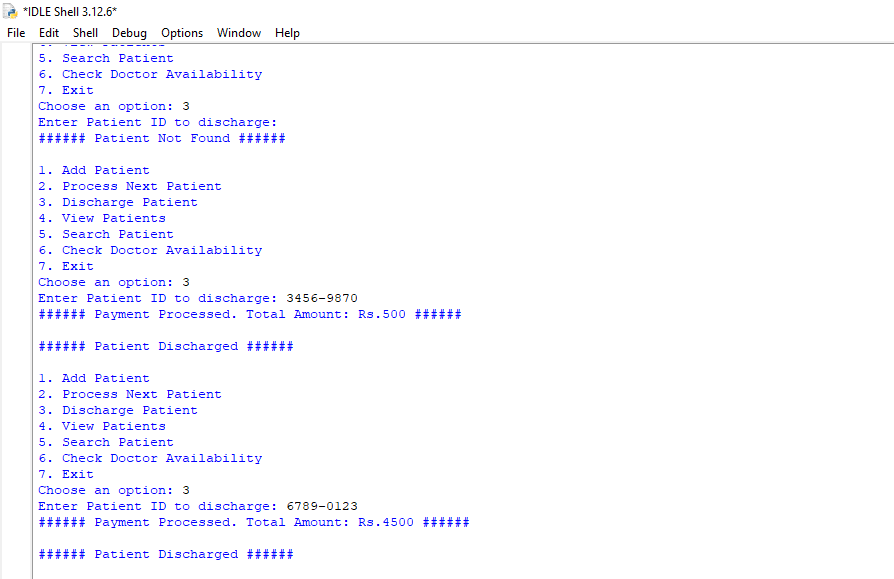 *IDLE Shell 3.12.6*
File Edit Shell Debug Options Window Help
5. Search Patient
6. Check Doctor Availability
7. Exit
Choose an option: 3
Enter Patient ID to discharge:
###### Patient Not Found ######
1. Add Patient
2. Process Next Patient
3. Discharge Patient
4. View Patients
5. Search Patient
6. Check Doctor Availability
7. Exit
Choose an option: 3
Enter Patient ID to discharge: 3456-9870
###### Payment Processed. Total Amount: Rs.500 ######
###### Patient Discharged ######
1. Add Patient
2. Process Next Patient
3. Discharge Patient
4. View Patients
5. Search Patient
6. Check Doctor Availability
7. Exit
Choose an option: 3
Enter Patient ID to discharge: 6789-0123
###### Payment Processed. Total Amount: Rs.4500 ######
###### Patient Discharged ######